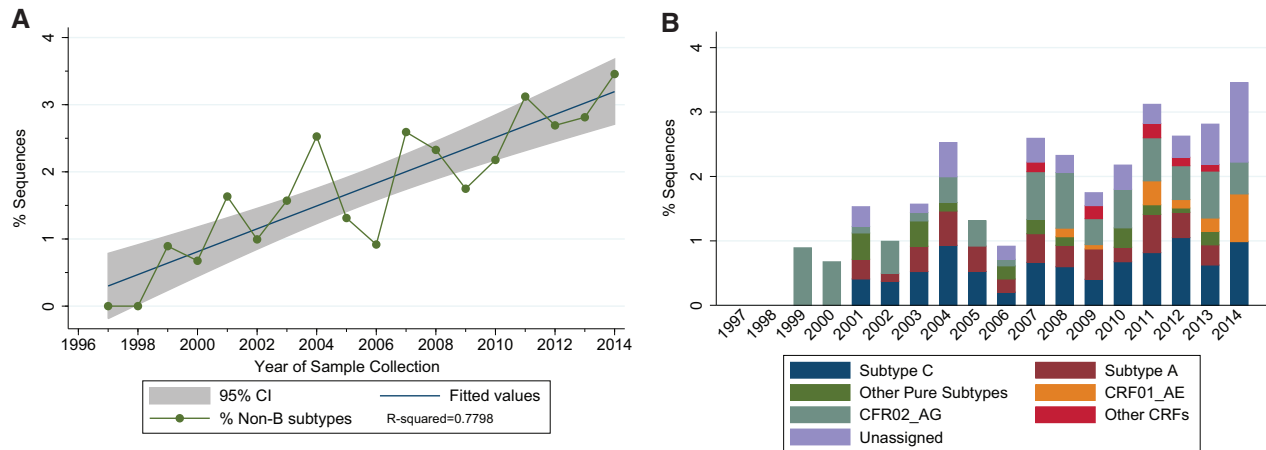 A
% Sequences
4
3
2
1
0
1996 1998 2000 2002 2004 2006 2008 2010 2012 2014
Year of Sample Collection
95% CI Fitted values
% Non-B subtypes R-squared=0.7798
B
% Sequences
4
3
2
1
0
1997 1998 1999 2000 2001 2002 2003 2004 2005 2006 2007 2008 2009 2010 2011 2012 2013 2014
Subtype C Subtype A
Other Pure Subtypes CRF01_AE
CFR02_AG Other CRFs
Unassigned